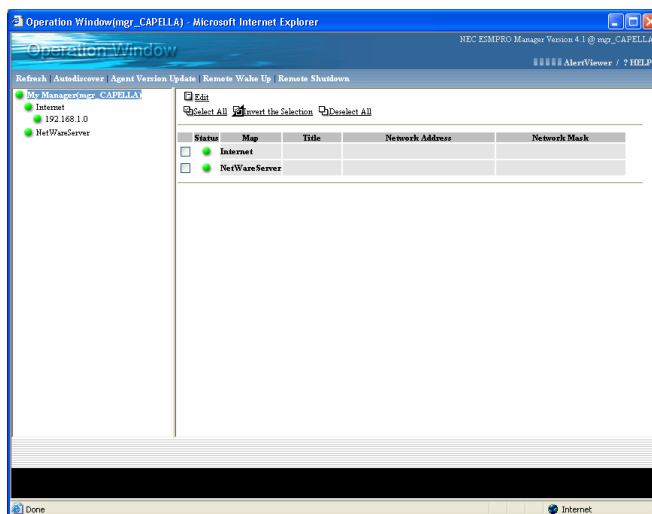 Operation Window(mgr_CAPELLA) - Microsoft Internet Explorer
Operation Window
NEC ESMPRO Manager Version 4.1 @ mgr_CAPELLA
AlertViewer / ? HELP
Refresh | Autodiscover | Agent Version Update | Remote Wake Up | Remote Shutdown
My Manager(mgr_CAPELLA)
Internet
192.168.1.0
NetWareServer
Edit
Select All Invert the Selection Deselect All
Status Map Title Network Address Network Mask
Internet
NetWareServer
Done Internet